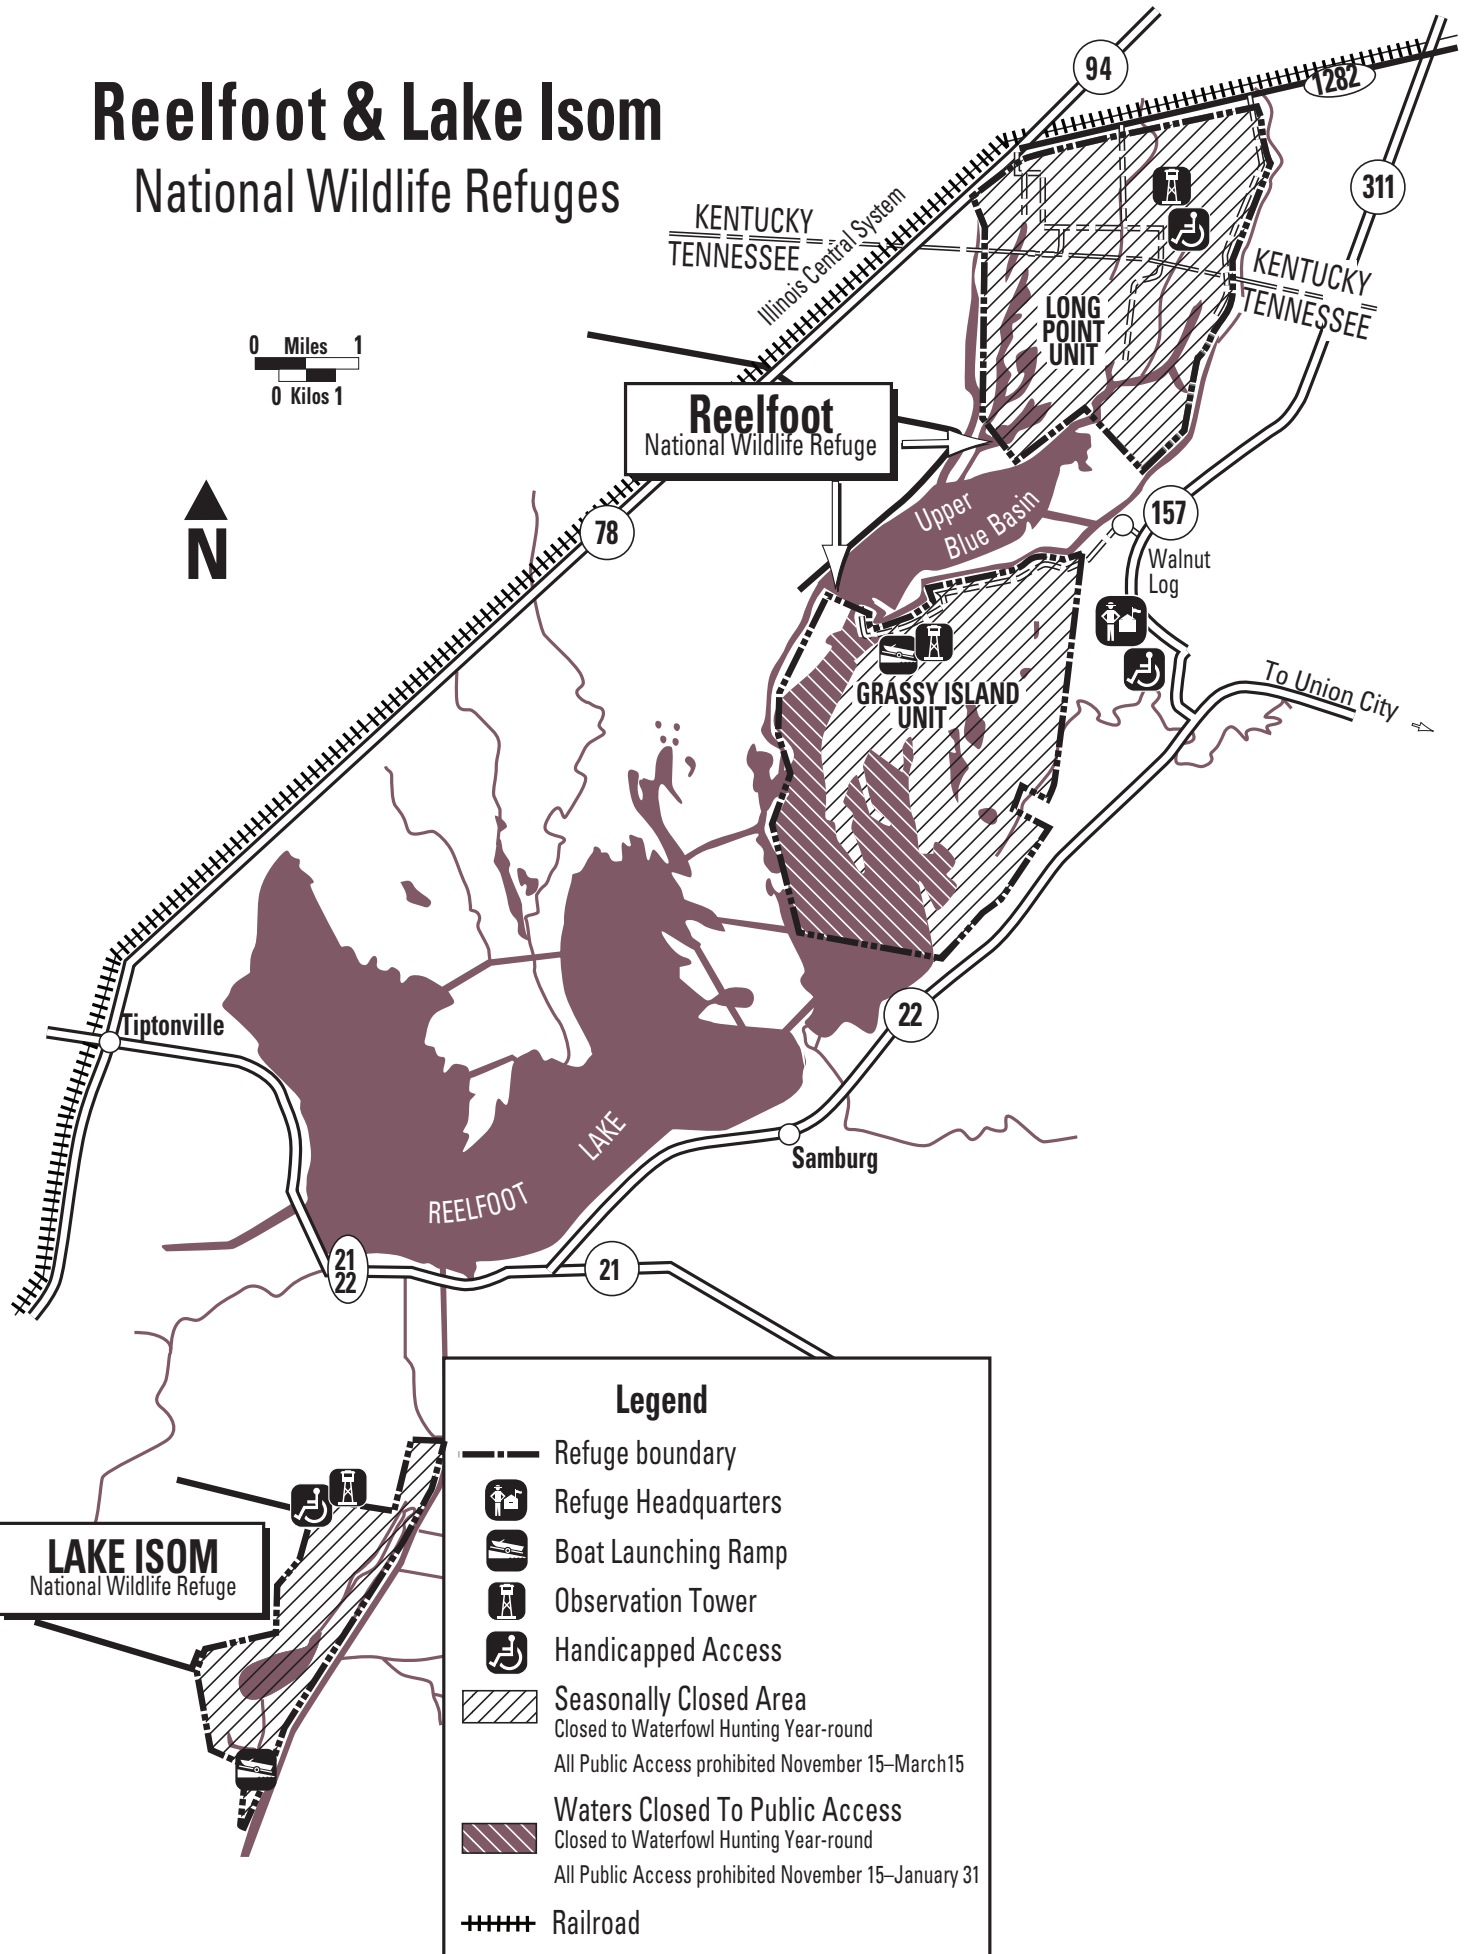 Reelfoot & Lake Isom
National Wildlife Refuges
94
1282
311
KENTUCKY
TENNESSEE
Illinois Central System
KENTUCKY
TENNESSEE
LONG
POINT
UNIT
0 Miles 1
0 Kilos 1
Reelfoot
National Wildlife Refuge
N
78
Upper
Blue Basin
157
Walnut
Log
GRASSY ISLAND
UNIT
To Union City
22
Tiptonville
Samburg
REELFOOT
LAKE
21
22
21
LAKE ISOM
National Wildlife Refuge
Legend
Refuge boundary
Refuge Headquarters
Boat Launching Ramp
Observation Tower
Handicapped Access
Seasonally Closed Area
Closed to Waterfowl Hunting Year-round
All Public Access prohibited November 15–March15
Waters Closed To Public Access
Closed to Waterfowl Hunting Year-round
All Public Access prohibited November 15–January 31
Railroad